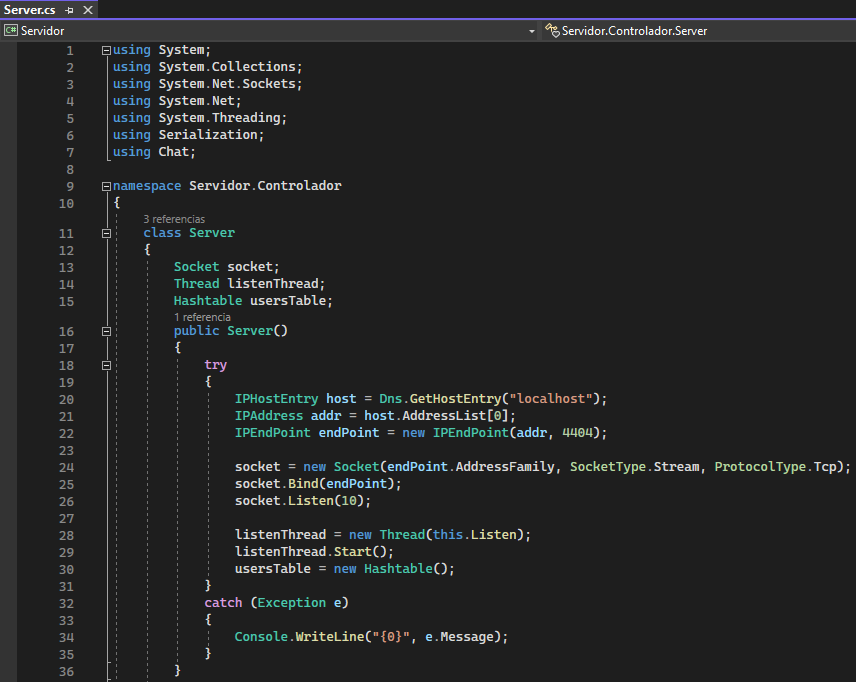 Server.cs
C# Servidor
Servidor.Controlador.Server
1 using System;
2 using System.Collections;
3 using System.Net.Sockets;
4 using System.Net;
5 using System.Threading;
6 using Serialization;
7 using Chat;
8
9 namespace Servidor.Controlador
10 {
3 referencias
11 class Server
12 {
13 Socket socket;
14 Thread listenThread;
15 Hashtable usersTable;
1 referencia
16 public Server()
17 {
18 try
19 {
20 IPHostEntry host = Dns.GetHostEntry("localhost");
21 IPAddress addr = host.AddressList[0];
22 IPEndPoint endPoint = new IPEndPoint(addr, 4404);
23
24 socket = new Socket(endPoint.AddressFamily, SocketType.Stream, ProtocolType.Tcp);
25 socket.Bind(endPoint);
26 socket.Listen(10);
27
28 listenThread = new Thread(this.Listen);
29 listenThread.Start();
30 usersTable = new Hashtable();
31 }
32 catch (Exception e)
33 {
34 Console.WriteLine("{0}", e.Message);
35 }
36 }